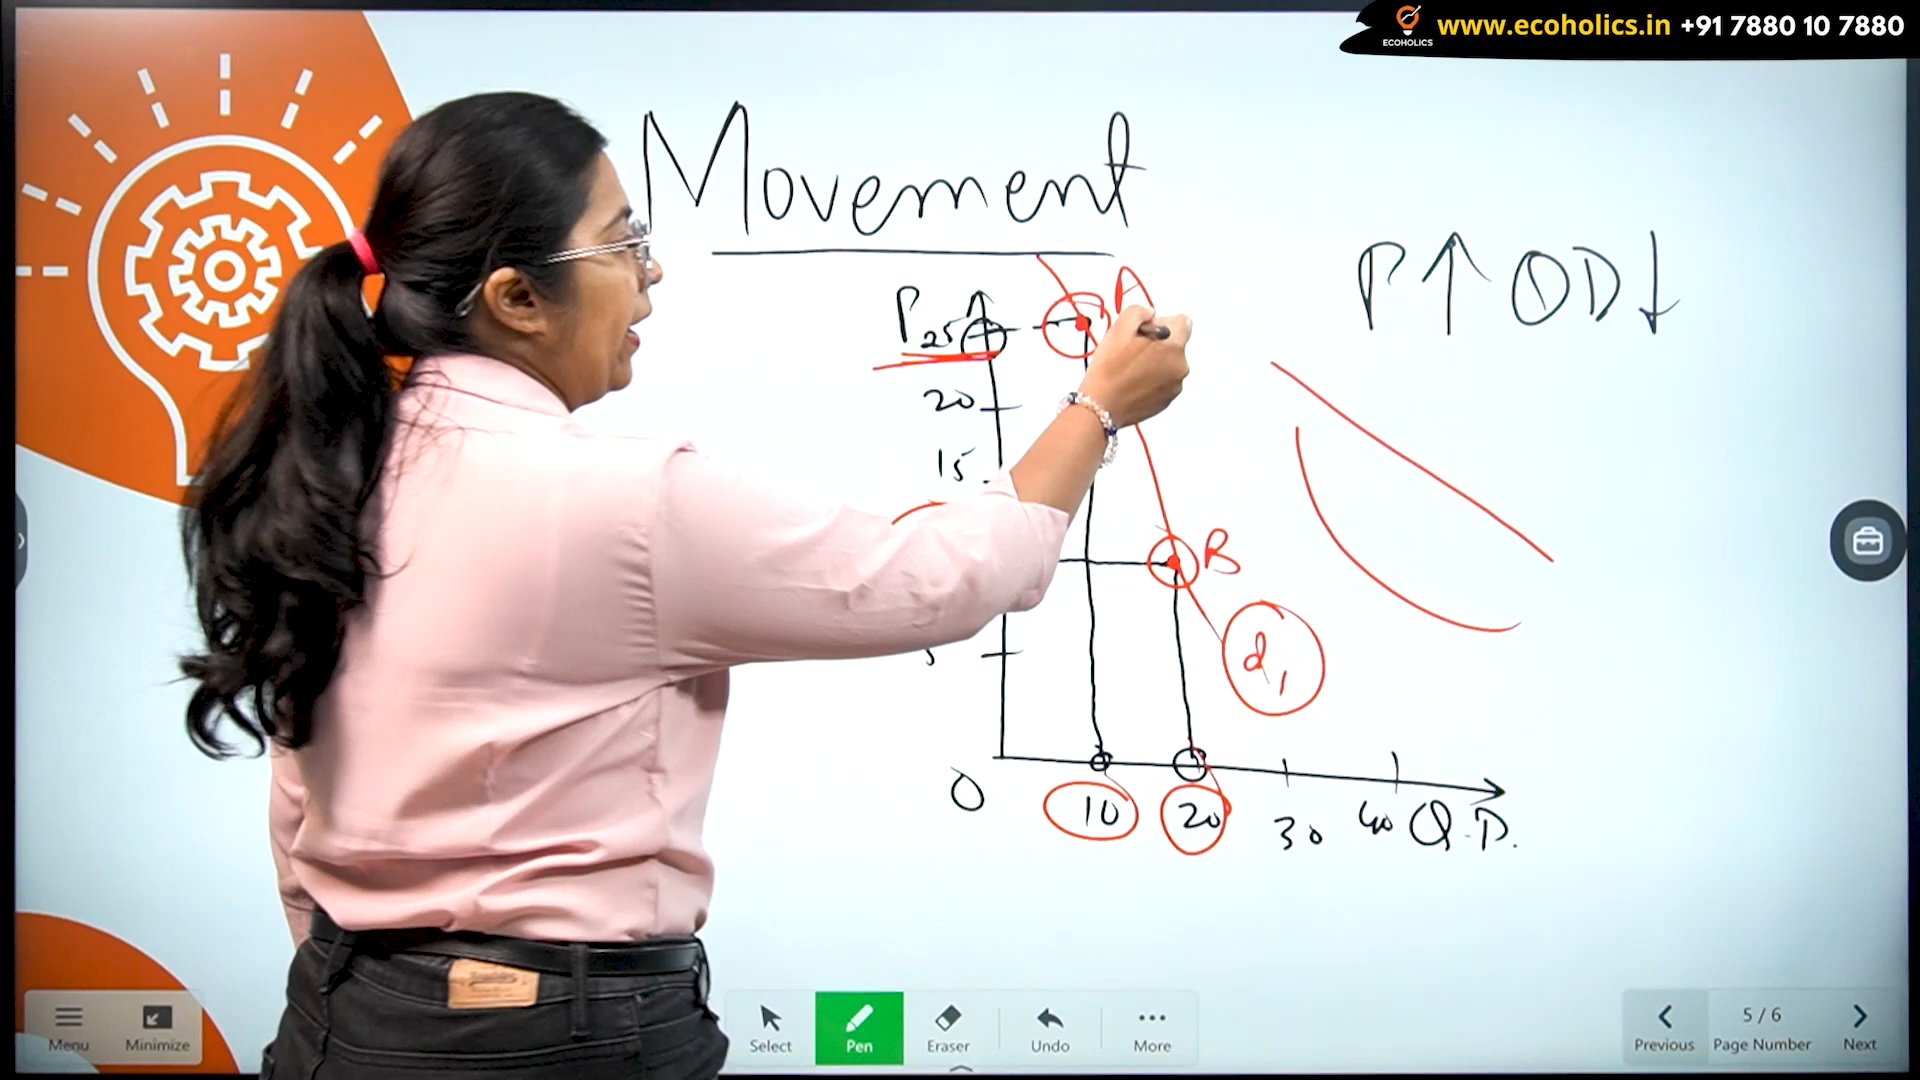 ECOHOLICS
www.ecoholics.in +91 7880 10 7880
Movement
P↑ QD↓
P
25
A
20
15
B
5
d1
0
10
20
30
40
Q.D.
Menu
Minimize
Select
Pen
Eraser
Undo
More
Previous
5 / 6
Page Number
Next